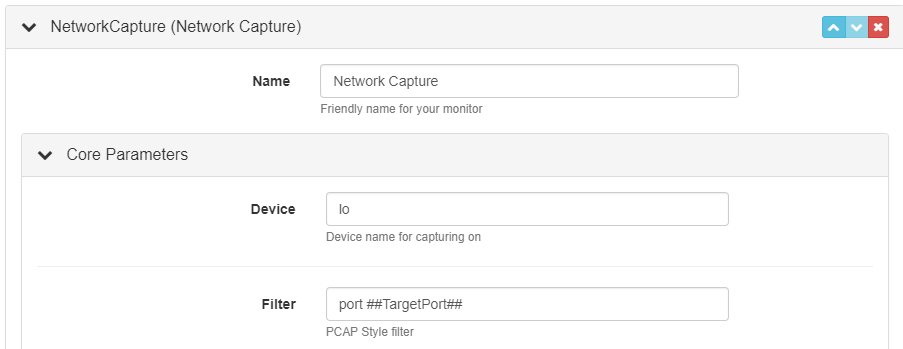 NetworkCapture (Network Capture)
Name
Network Capture
Friendly name for your monitor
Core Parameters
Device
lo
Device name for capturing on
Filter
port ##TargetPort##
PCAP Style filter